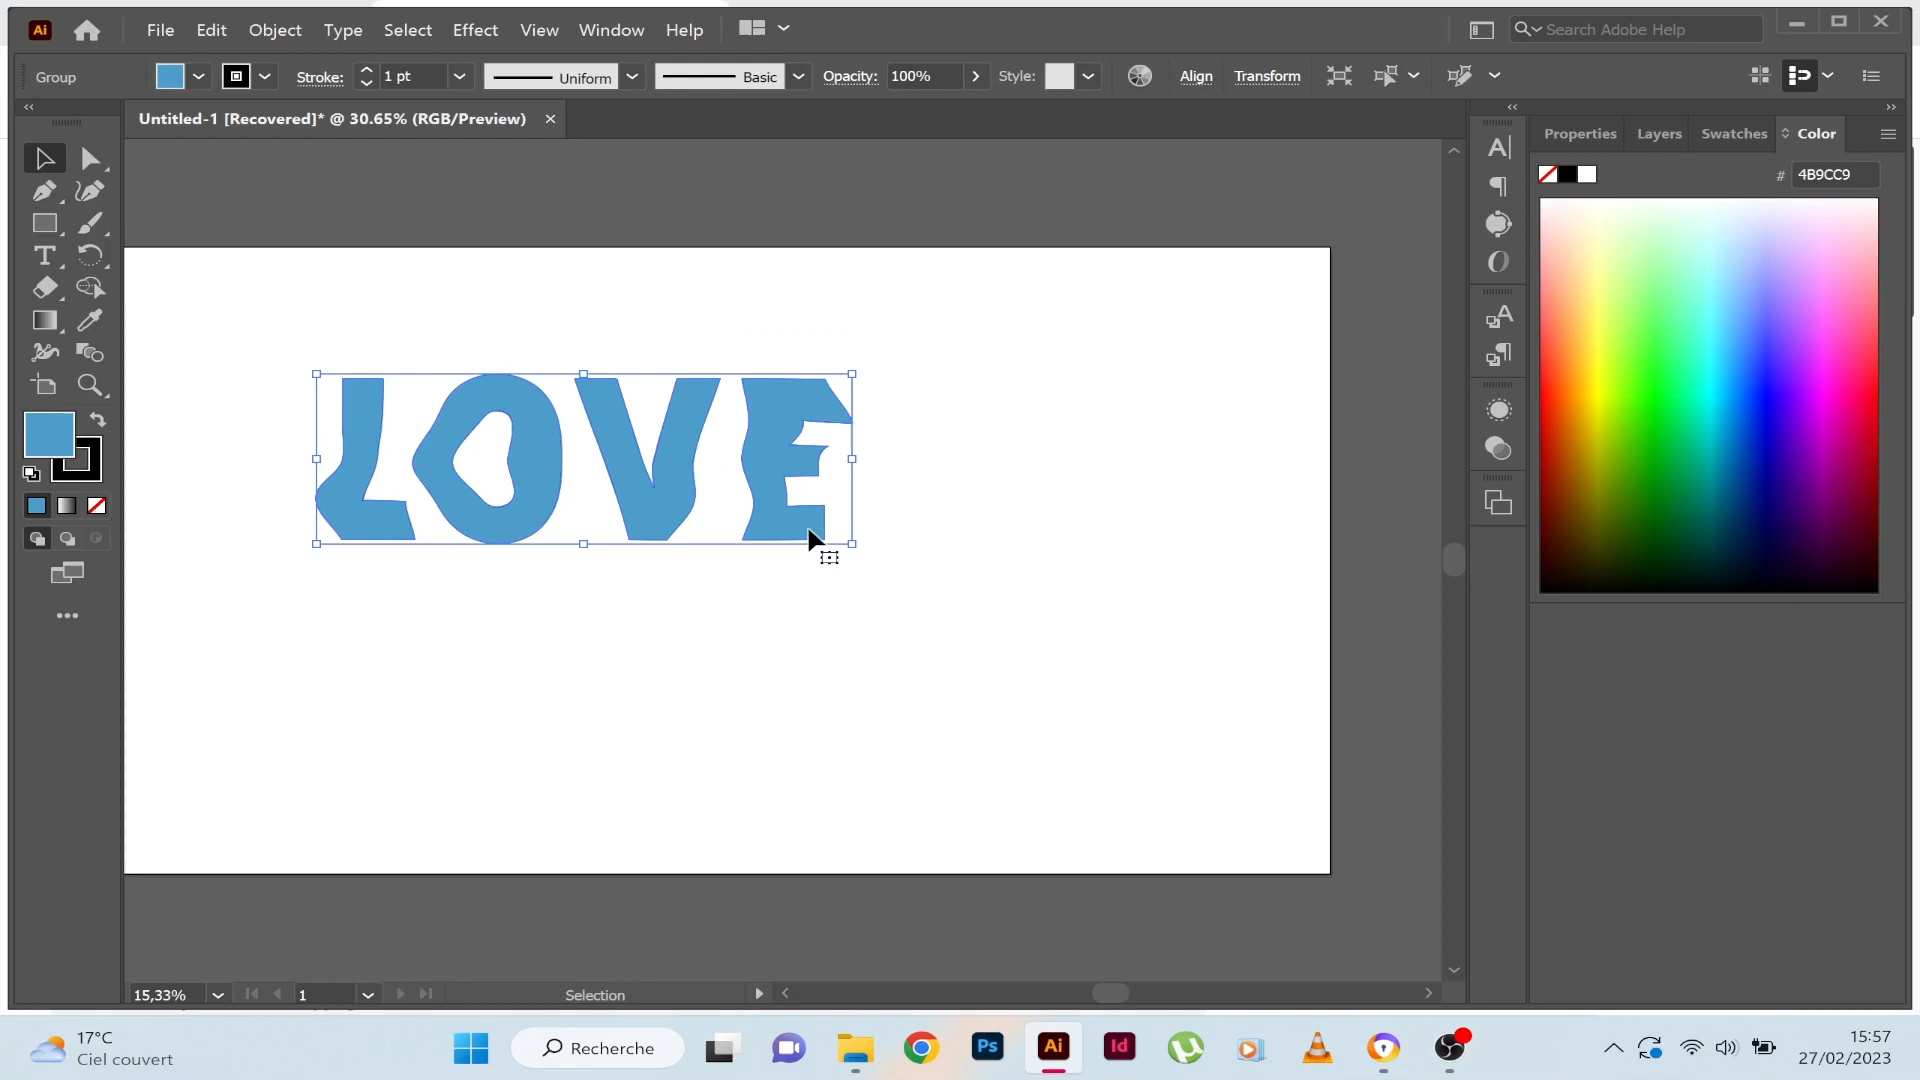 Ai File Edit Object Type Select Effect View Window Help Search Adobe Help
Group Stroke: 1 pt Uniform Basic Opacity: 100% Style: Align Transform
Untitled-1 [Recovered]* @ 30.65% (RGB/Preview) ×
Properties Layers Swatches Color
# 4B9CC9
LOVE
15,33% 1 Selection
17°C
Ciel couvert
Recherche
Ps Ai Id
15:57
27/02/2023